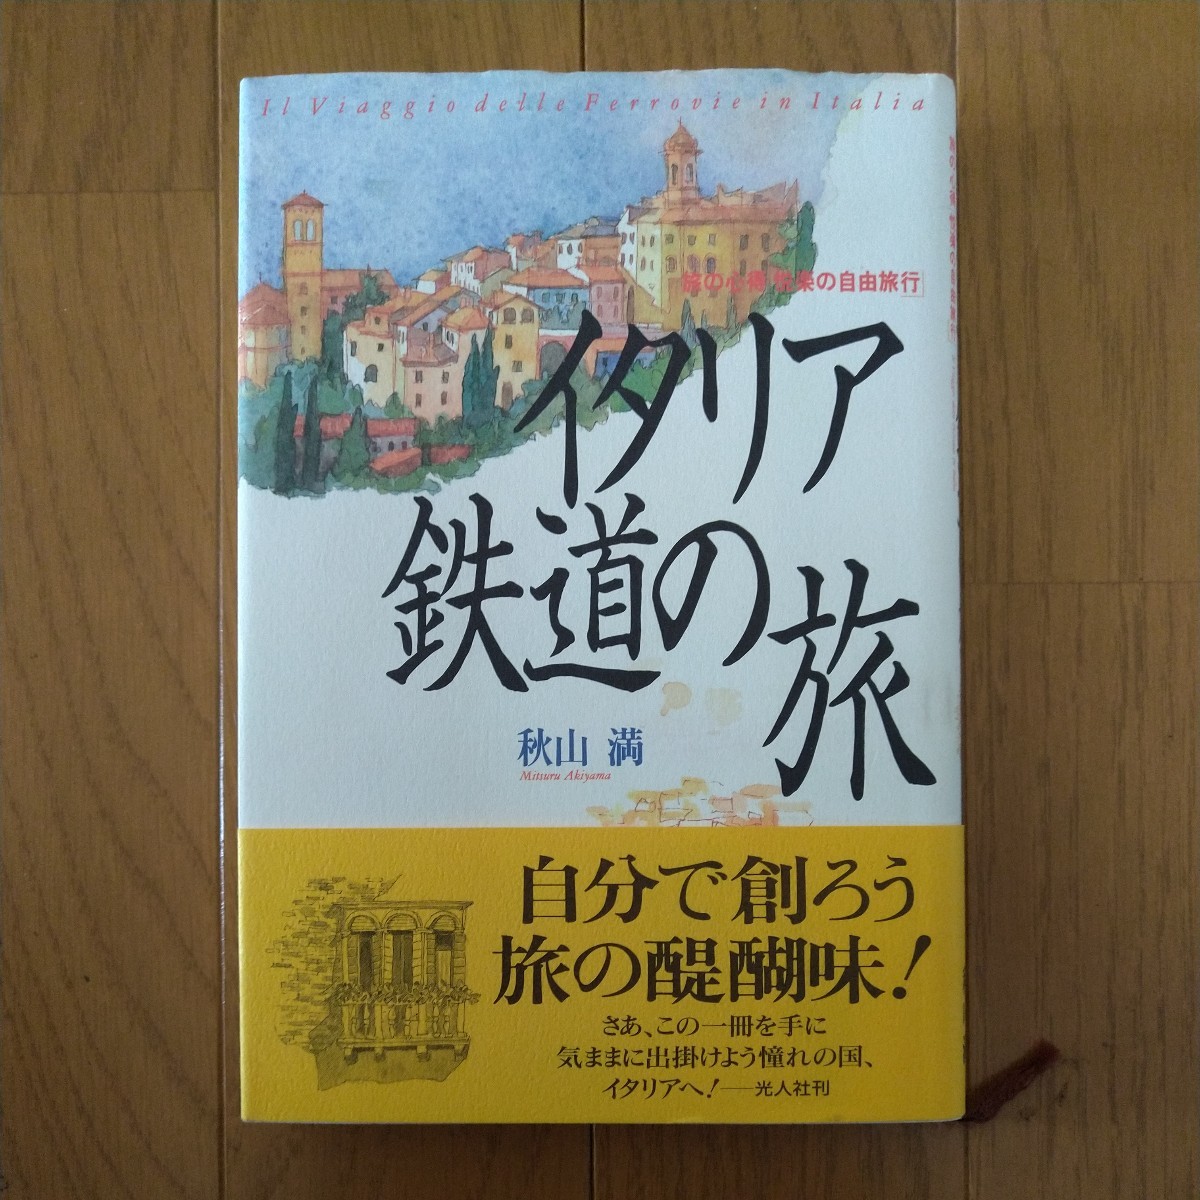 Il Viaggio delle Ferrovie in Italia
旅の心得 の自由旅行」
イタリア
鉄道の
旅
秋山 満
Mitsuru Akiyama
自分で創ろう
旅の醍醐味！
さあ、この一冊を手に
気ままに出掛けよう憧れの国、
イタリアへ！──光人社刊